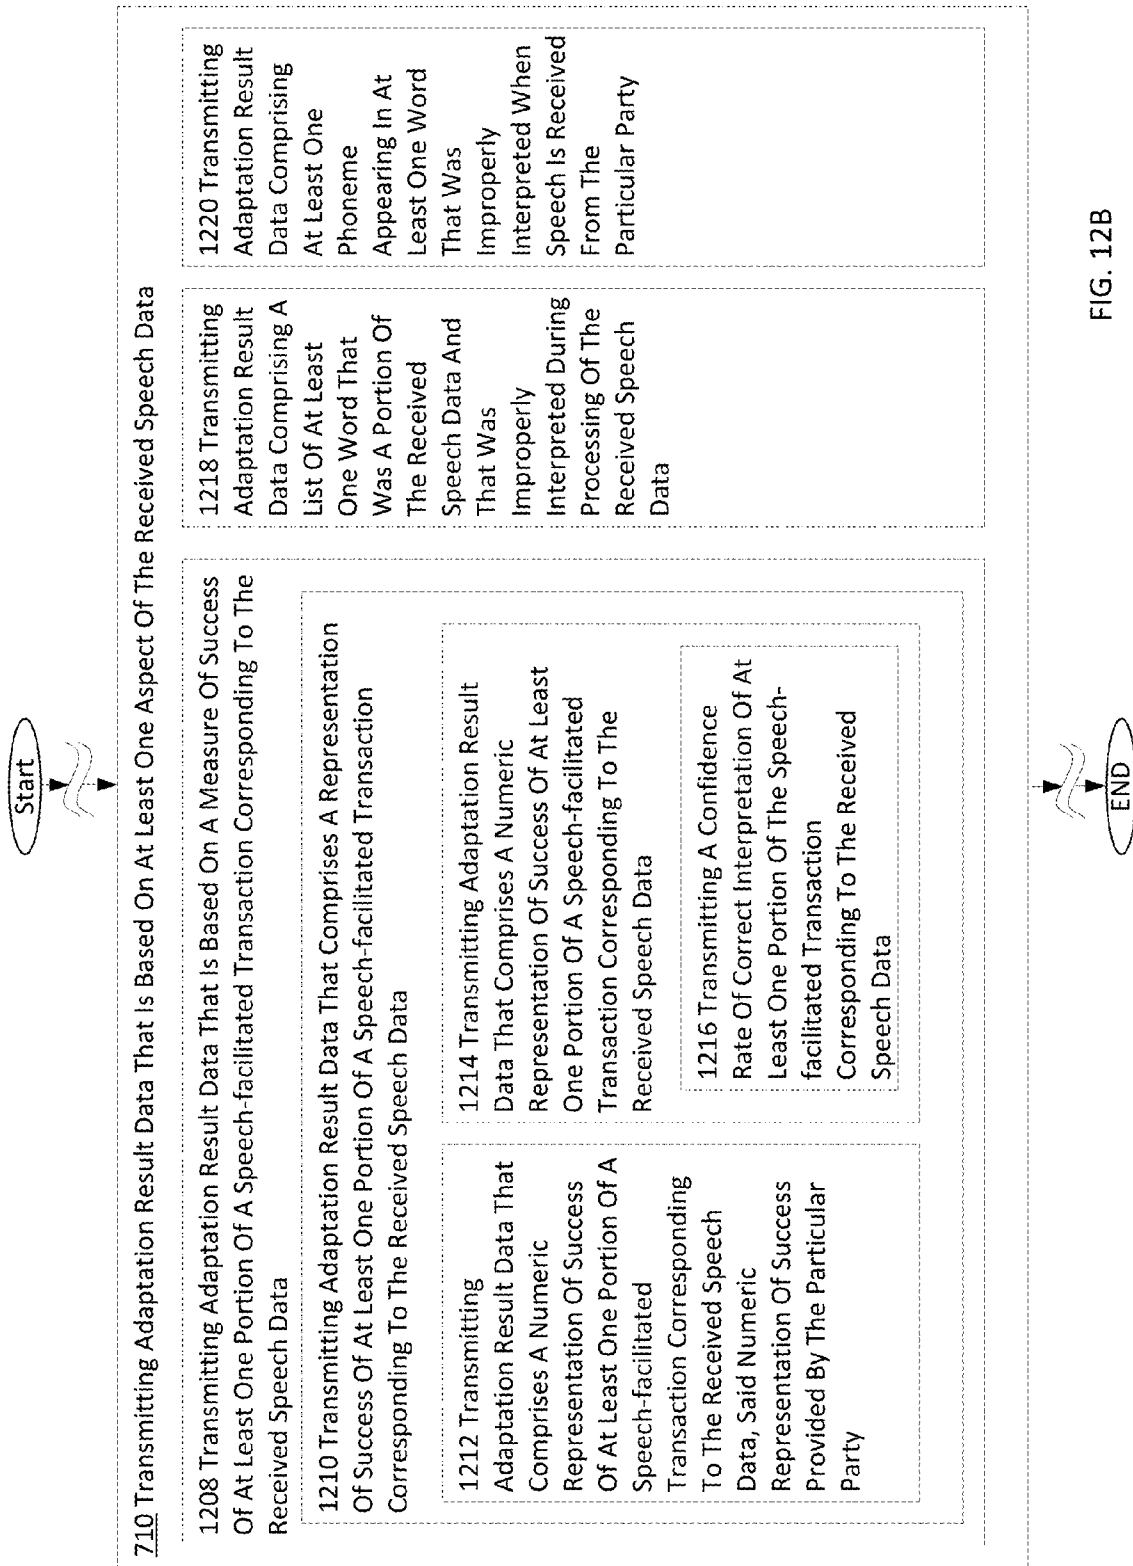 Start
710 Transmitting Adaptation Result Data That Is Based On At Least One Aspect Of The Received Speech Data
1208 Transmitting Adaptation Result Data That Is Based On A Measure Of Success
Of At Least One Portion Of A Speech-facilitated Transaction Corresponding To The
Received Speech Data
1210 Transmitting Adaptation Result Data That Comprises A Representation
Of Success Of At Least One Portion Of A Speech-facilitated Transaction
Corresponding To The Received Speech Data
1212 Transmitting
Adaptation Result Data That
Comprises A Numeric
Representation Of Success
Of At Least One Portion Of A
Speech-facilitated
Transaction Corresponding
To The Received Speech
Data, Said Numeric
Representation Of Success
Provided By The Particular
Party
1214 Transmitting Adaptation Result
Data That Comprises A Numeric
Representation Of Success Of At Least
One Portion Of A Speech-facilitated
Transaction Corresponding To The
Received Speech Data
1216 Transmitting A Confidence
Rate Of Correct Interpretation Of At
Least One Portion Of The Speech-
facilitated Transaction
Corresponding To The Received
Speech Data
1218 Transmitting
Adaptation Result
Data Comprising A
List Of At Least
One Word That
Was A Portion Of
The Received
Speech Data And
That Was
Improperly
Interpreted During
Processing Of The
Received Speech
Data
1220 Transmitting
Adaptation Result
Data Comprising
At Least One
Phoneme
Appearing In At
Least One Word
That Was
Improperly
Interpreted When
Speech Is Received
From The
Particular Party
END
FIG. 12B